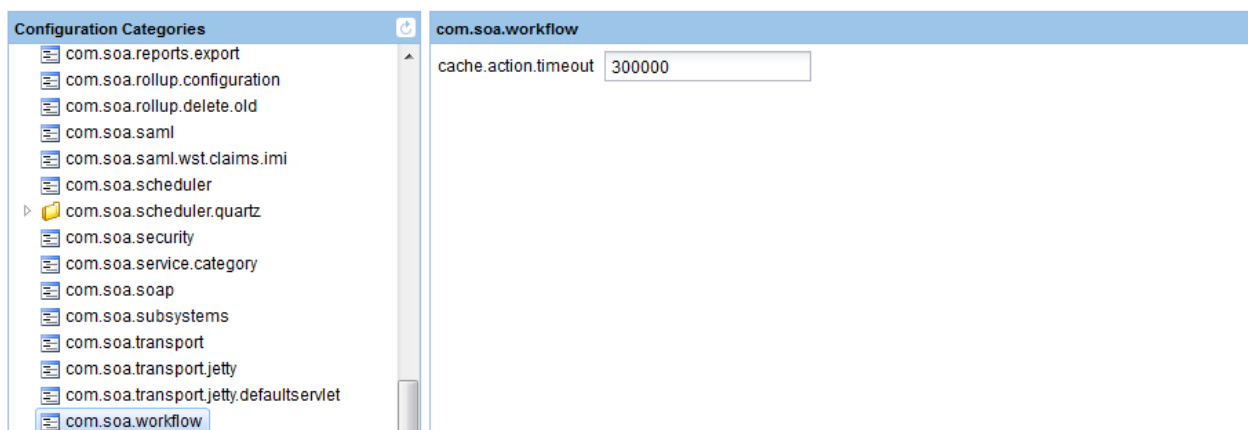 Configuration Categories
com.soa.reports.export
com.soa.rollup.configuration
com.soa.rollup.delete.old
com.soa.saml
com.soa.saml.wst.claims.imi
com.soa.scheduler
com.soa.scheduler.quartz
com.soa.security
com.soa.service.category
com.soa.soap
com.soa.subsystems
com.soa.transport
com.soa.transport.jetty
com.soa.transport.jetty.defaultservlet
com.soa.workflow
com.soa.workflow
cache.action.timeout 300000